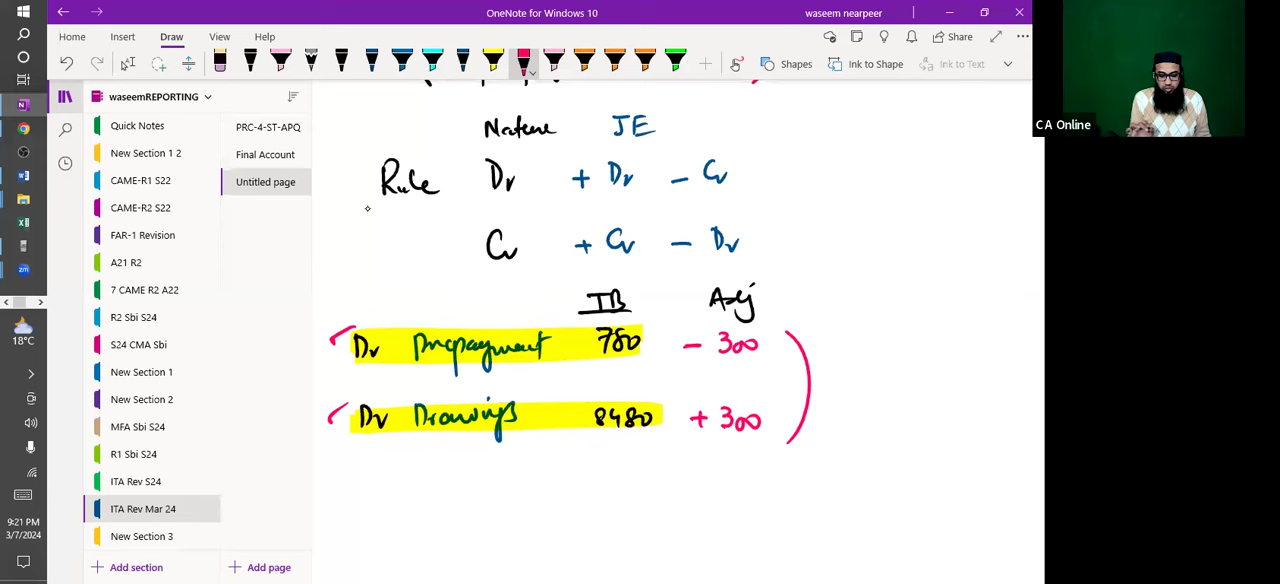 OneNote for Windows 10
waseem nearpeer
Home Insert Draw View Help
Share
Shapes
Ink to Shape
Ink to Text
waseemREPORTING
Quick Notes
New Section 1 2
CAME-R1 S22
CAME-R2 S22
FAR-1 Revision
A21 R2
7 CAME R2 A22
R2 Sbi S24
S24 CMA Sbi
New Section 1
New Section 2
MFA Sbi S24
R1 Sbi S24
ITA Rev S24
ITA Rev Mar 24
New Section 3
+ Add section
PRC-4-ST-APQ
Final Account
Untitled page
+ Add page
Nature JE
Rule Dr + Dr - Cr
Cr + Cr - Dr
TB Adj
Dr Prepayment 780 - 300
Dr Drawings 8480 + 300
C A Online
18°C
9:21 PM
3/7/2024